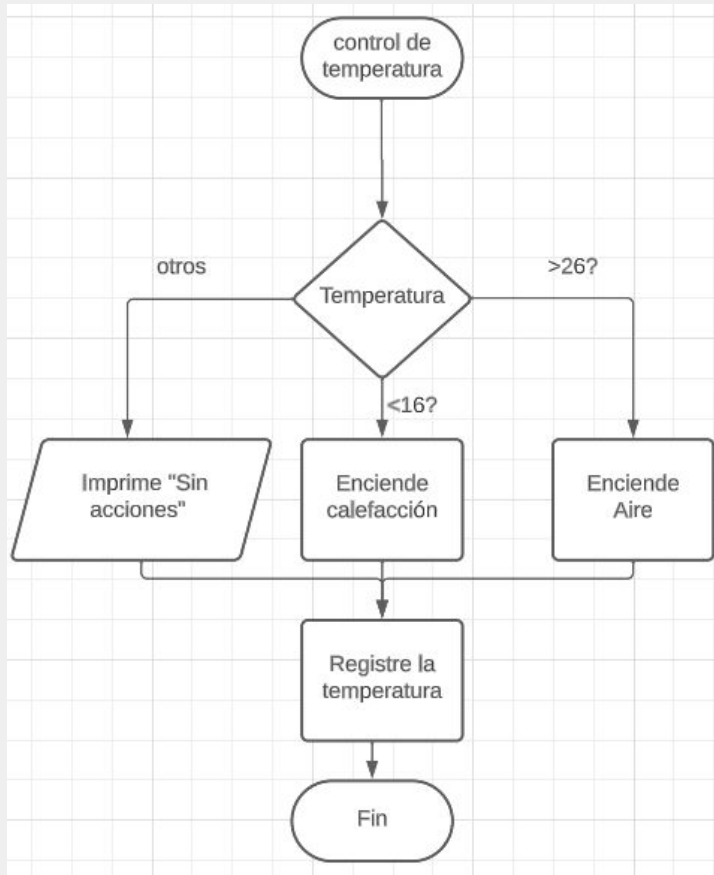 control de
temperatura
Temperatura
otros
>26?
<16?
Imprime "Sin
acciones"
Enciende
calefacción
Enciende
Aire
Registre la
temperatura
Fin